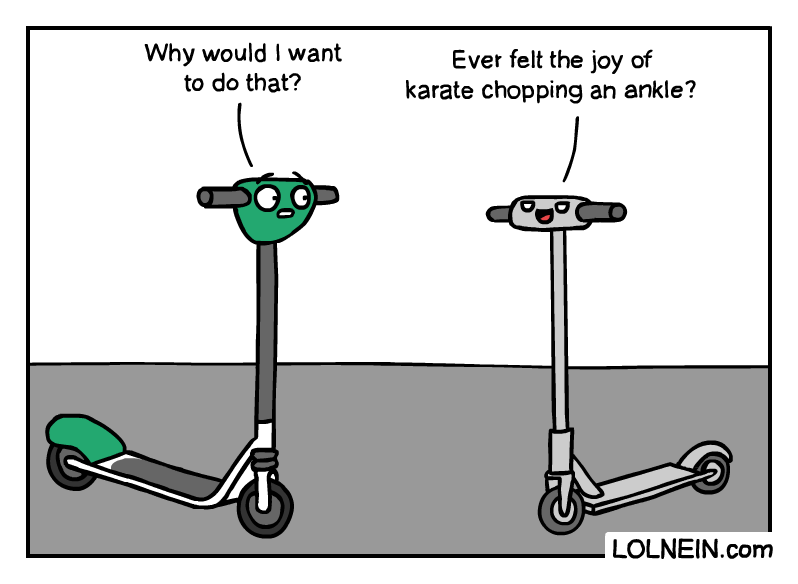 Why would I want
to do that?
Ever felt the joy of
karate chopping an ankle?
LOLNEIN.com